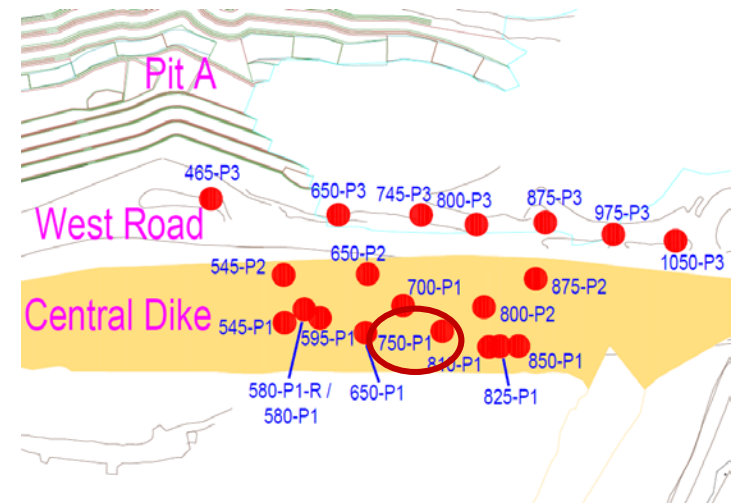 Pit A
465-P3
650-P3
745-P3
800-P3
875-P3
975-P3
1050-P3
West Road
545-P2
650-P2
700-P1
800-P2
875-P2
Central Dike
545-P1
595-P1
750-P1
810-P1
850-P1
580-P1-R /
580-P1
650-P1
825-P1